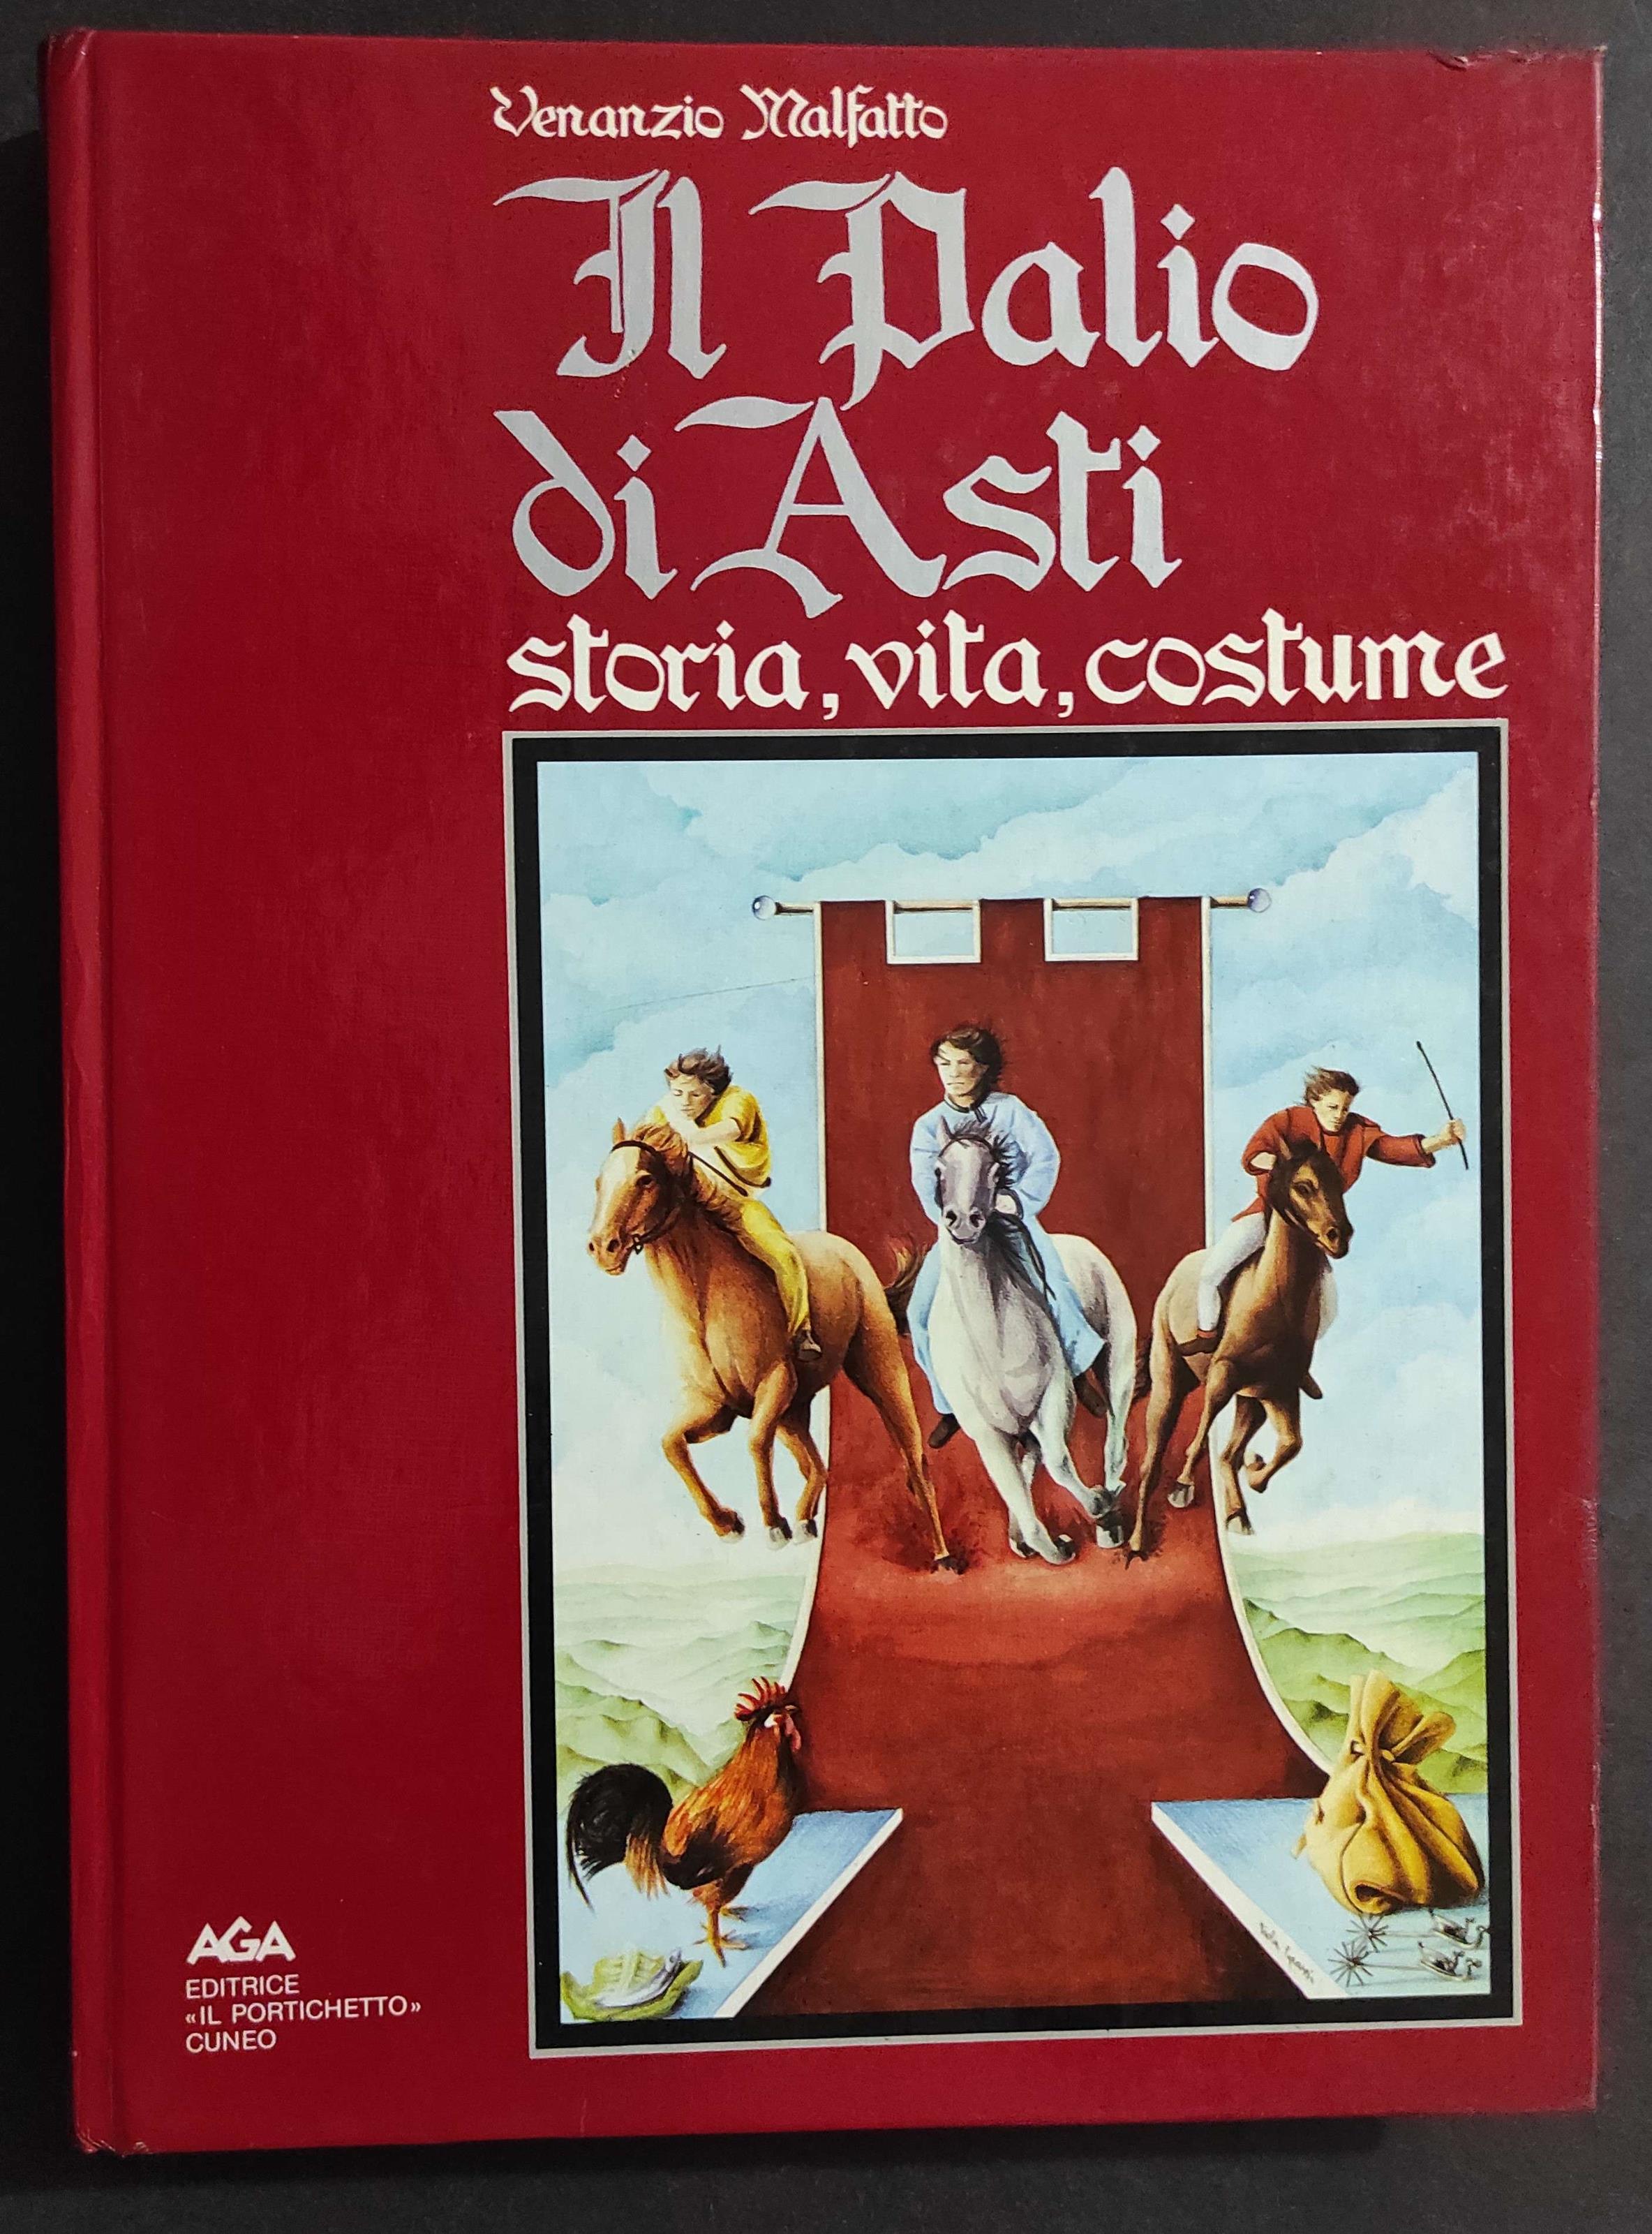 Venanzio Malfatto
Il Palio
di Asti
storia, vita, costume
AGA
EDITRICE
«IL PORTICHETTO»
CUNEO